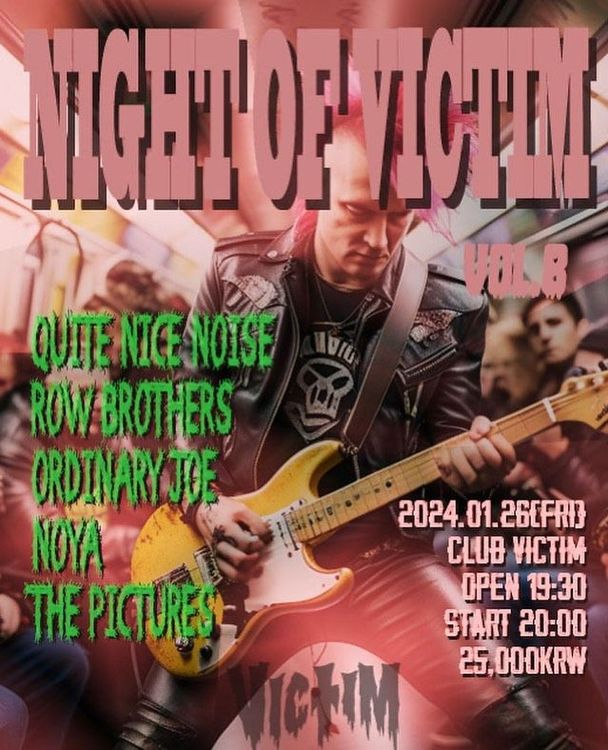 NIGHT OF VICTIM
VOL.8
QUITE NICE NOISE
ROW BROTHERS
ORDINARY JOE
NOYA
THE PICTURES
2024.01.26(FRI)
CLUB VICTIM
OPEN 19:30
START 20:00
25,000KRW
VICTIM